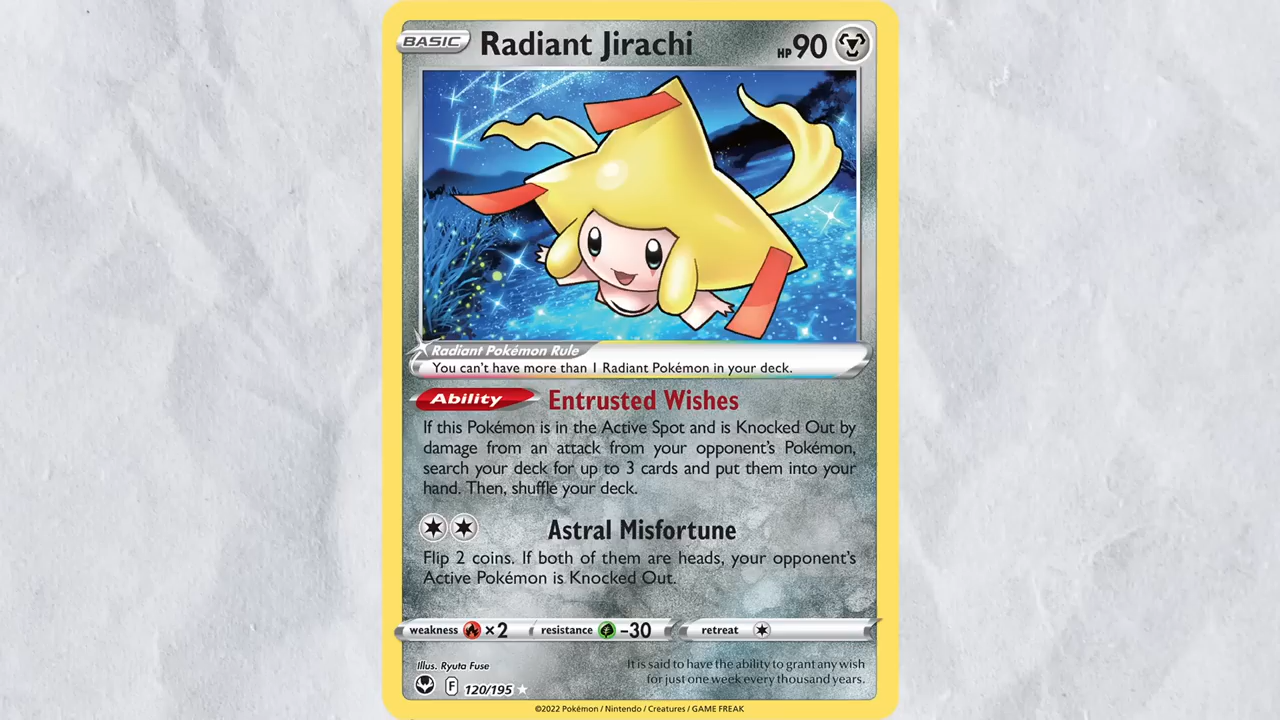 BASIC Radiant Jirachi HP 90
Radiant Pokémon Rule
You can't have more than 1 Radiant Pokémon in your deck.
Ability Entrusted Wishes
If this Pokémon is in the Active Spot and is Knocked Out by
damage from an attack from your opponent's Pokémon,
search your deck for up to 3 cards and put them into your
hand. Then, shuffle your deck.
Astral Misfortune
Flip 2 coins. If both of them are heads, your opponent's
Active Pokémon is Knocked Out.
weakness ×2 resistance -30 retreat
Illus. Ryuta Fuse
F 120/195
It is said to have the ability to grant any wish
for just one week every thousand years.
©2022 Pokémon / Nintendo / Creatures / GAME FREAK